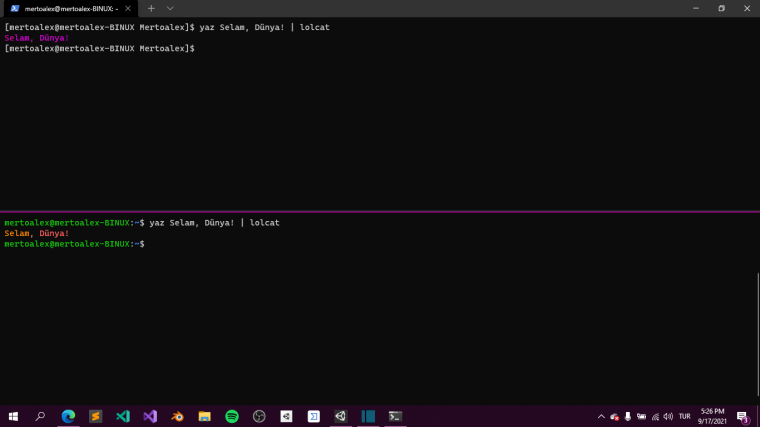 mertoalex@mertoalex-BINUX: ~
[mertoalex@mertoalex-BINUX Mertoalex]$ yaz Selam, Dünya! | lolcat
Selam, Dünya!
[mertoalex@mertoalex-BINUX Mertoalex]$
mertoalex@mertoalex-BINUX:~$ yaz Selam, Dünya! | lolcat
Selam, Dünya!
mertoalex@mertoalex-BINUX:~$
TUR
5:26 PM
9/17/2021
3